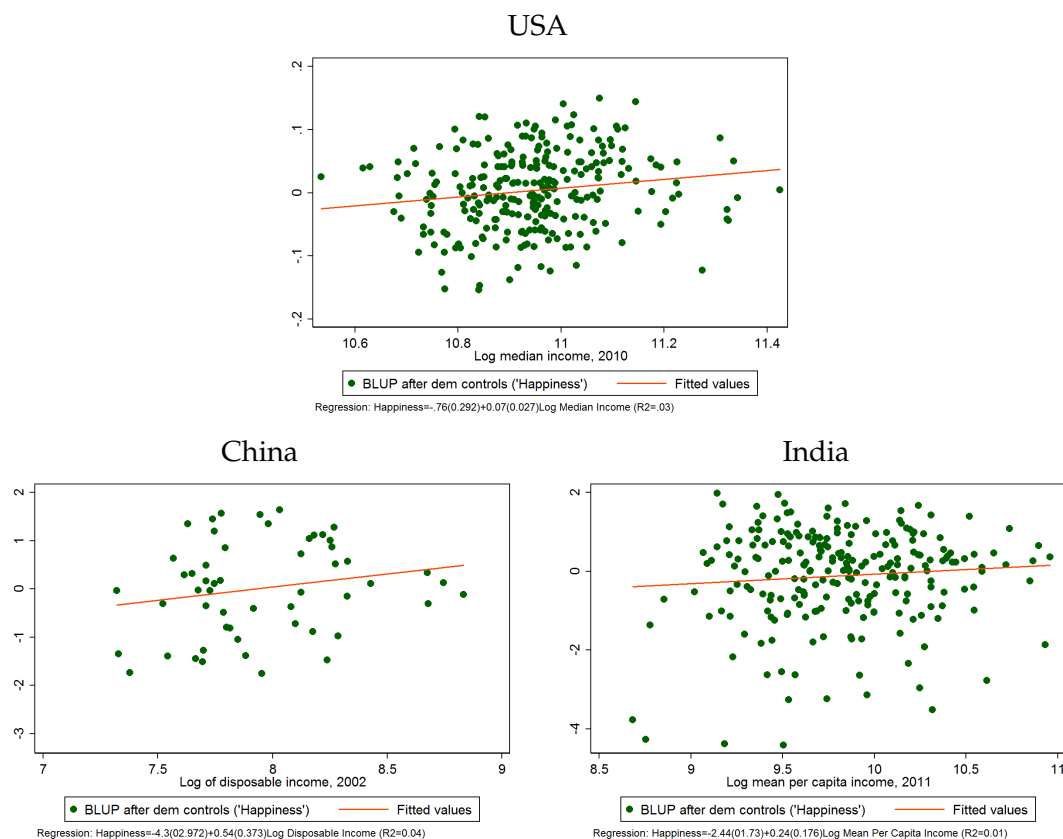 USA
.2
.1
0
-.1
-.2
10.6 10.8 11 11.2 11.4
Log median income, 2010
BLUP after dem controls ('Happiness') Fitted values
Regression: Happiness=-.76(0.292)+0.07(0.027)Log Median Income (R2=.03)
China
2
1
0
-1
-2
-3
7 7.5 8 8.5 9
Log of disposable income, 2002
BLUP after dem controls ('Happiness') Fitted values
Regression: Happiness=-4.3(02.972)+0.54(0.373)Log Disposable Income (R2=0.04)
India
2
0
-2
-4
8.5 9 9.5 10 10.5 11
Log mean per capita income, 2011
BLUP after dem controls ('Happiness') Fitted values
Regression: Happiness=-2.44(01.73)+0.24(0.176)Log Mean Per Capita Income (R2=0.01)